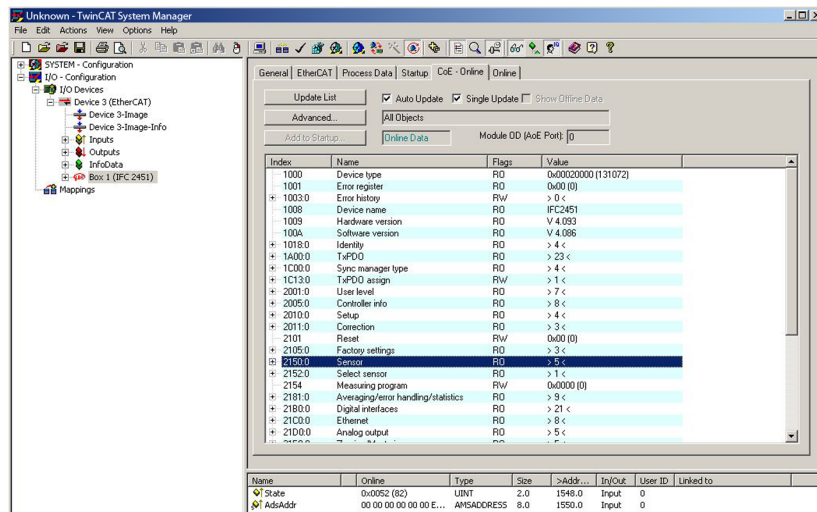 Unknown - TwinCAT System Manager
File Edit Actions View Options Help
SYSTEM - Configuration
I/O - Configuration
I/O Devices
Device 3 (EtherCAT)
Device 3-Image
Device 3-Image-Info
Inputs
Outputs
InfoData
Box 1 (IFC 2451)
Mappings
General EtherCAT Process Data Startup CoE - Online Online
Update List Auto Update Single Update Show Offline Data
Advanced... All Objects
Add to Startup... Online Data Module OD (AoE Port): 0
Index Name Flags Value
1000 Device type RO 0x00020000 (131072)
1001 Error register RO 0x00 (0)
1003:0 Error history RW > 0 <
1008 Device name RO IFC2451
1009 Hardware version RO V 4.093
100A Software version RO V 4.086
1018:0 Identity RO > 4 <
1A00:0 TxPDO RO > 23 <
1C00:0 Sync manager type RO > 4 <
1C13:0 TxPDO assign RW > 1 <
2001:0 User level RO > 7 <
2005:0 Controller info RO > 8 <
2010:0 Setup RO > 4 <
2011:0 Correction RO > 3 <
2101 Reset RW 0x00 (0)
2105:0 Factory settings RO > 3 <
2150:0 Sensor RO > 5 <
2152:0 Select sensor RO > 1 <
2154 Measuring program RW 0x0000 (0)
2181:0 Averaging/error handling/statistics RO > 9 <
21B0:0 Digital interfaces RO > 21 <
21C0:0 Ethernet RO > 8 <
21D0:0 Analog output RO > 5 <
Name Online Type Size >Addr... In/Out User ID Linked to
State 0x0052 (82) UINT 2.0 1548.0 Input 0
AdsAddr 00 00 00 00 00 00 E... AMSADDRESS 8.0 1550.0 Input 0